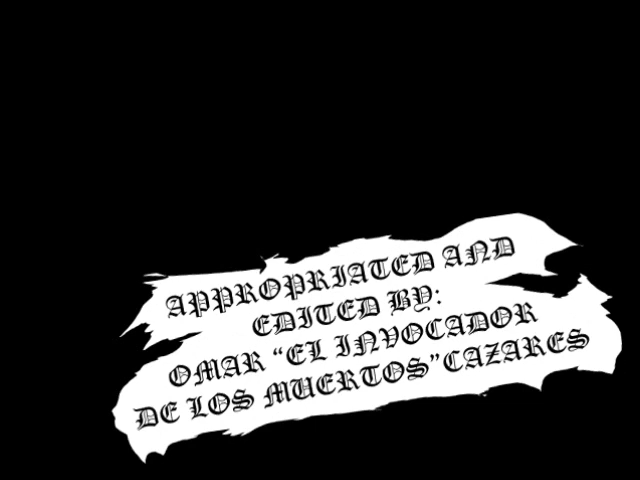 APPROPRIATED AND
EDITED BY:
OMAR “EL INVOCADOR
DE LOS MUERTOS”CAZARES